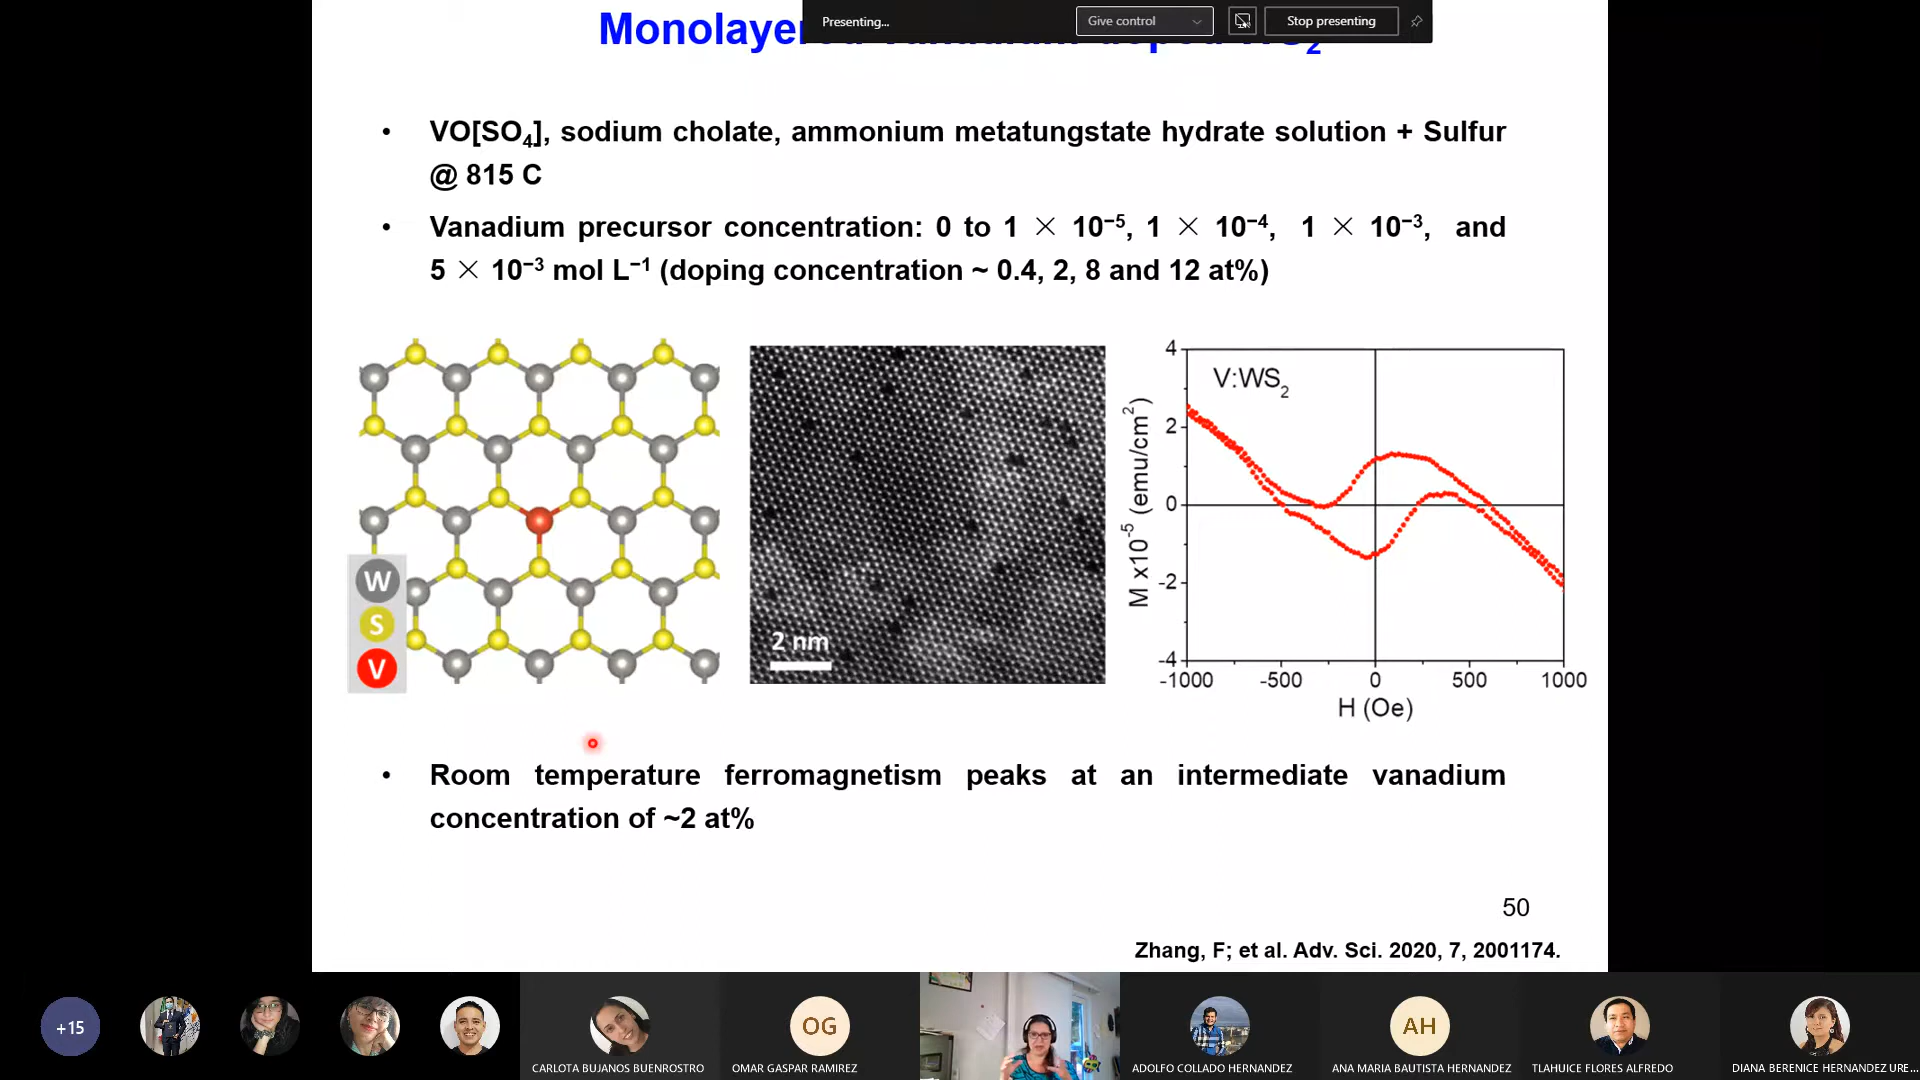 Presenting...
Give control
Stop presenting
VO[SO₄], sodium cholate, ammonium metatungstate hydrate solution + Sulfur
@ 815 C
Vanadium precursor concentration: 0 to 1 × 10⁻⁵, 1 × 10⁻⁴, 1 × 10⁻³, and
5 × 10⁻³ mol L⁻¹ (doping concentration ~ 0.4, 2, 8 and 12 at%)
W
S
V
2 nm
V:WS₂
M x10⁻⁵ (emu/cm²)
4
2
0
-2
-4
-1000 -500 0 500 1000
H (Oe)
• Room temperature ferromagnetism peaks at an intermediate vanadium
concentration of ~2 at%
50
Zhang, F; et al. Adv. Sci. 2020, 7, 2001174.
+15
OG
AH
CARLOTA BUJANOS BUENROSTRO
OMAR GASPAR RAMIREZ
ADOLFO COLLADO HERNANDEZ
ANA MARIA BAUTISTA HERNANDEZ
TLAHUICE FLORES ALFREDO
DIANA BERENICE HERNANDEZ URE...